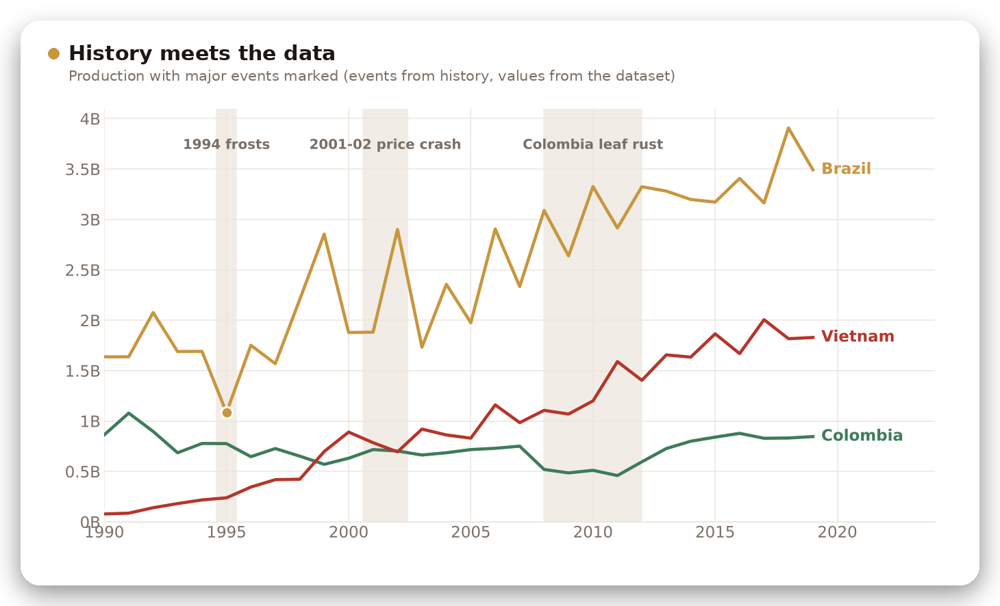 History meets the data
Production with major events marked (events from history, values from the dataset)
4B
1994 frosts
2001-02 price crash
Colombia leaf rust
3.5B
Brazil
3B
2.5B
2B
Vietnam
1.5B
1B
Colombia
0.5B
0B
1990
1995
2000
2005
2010
2015
2020